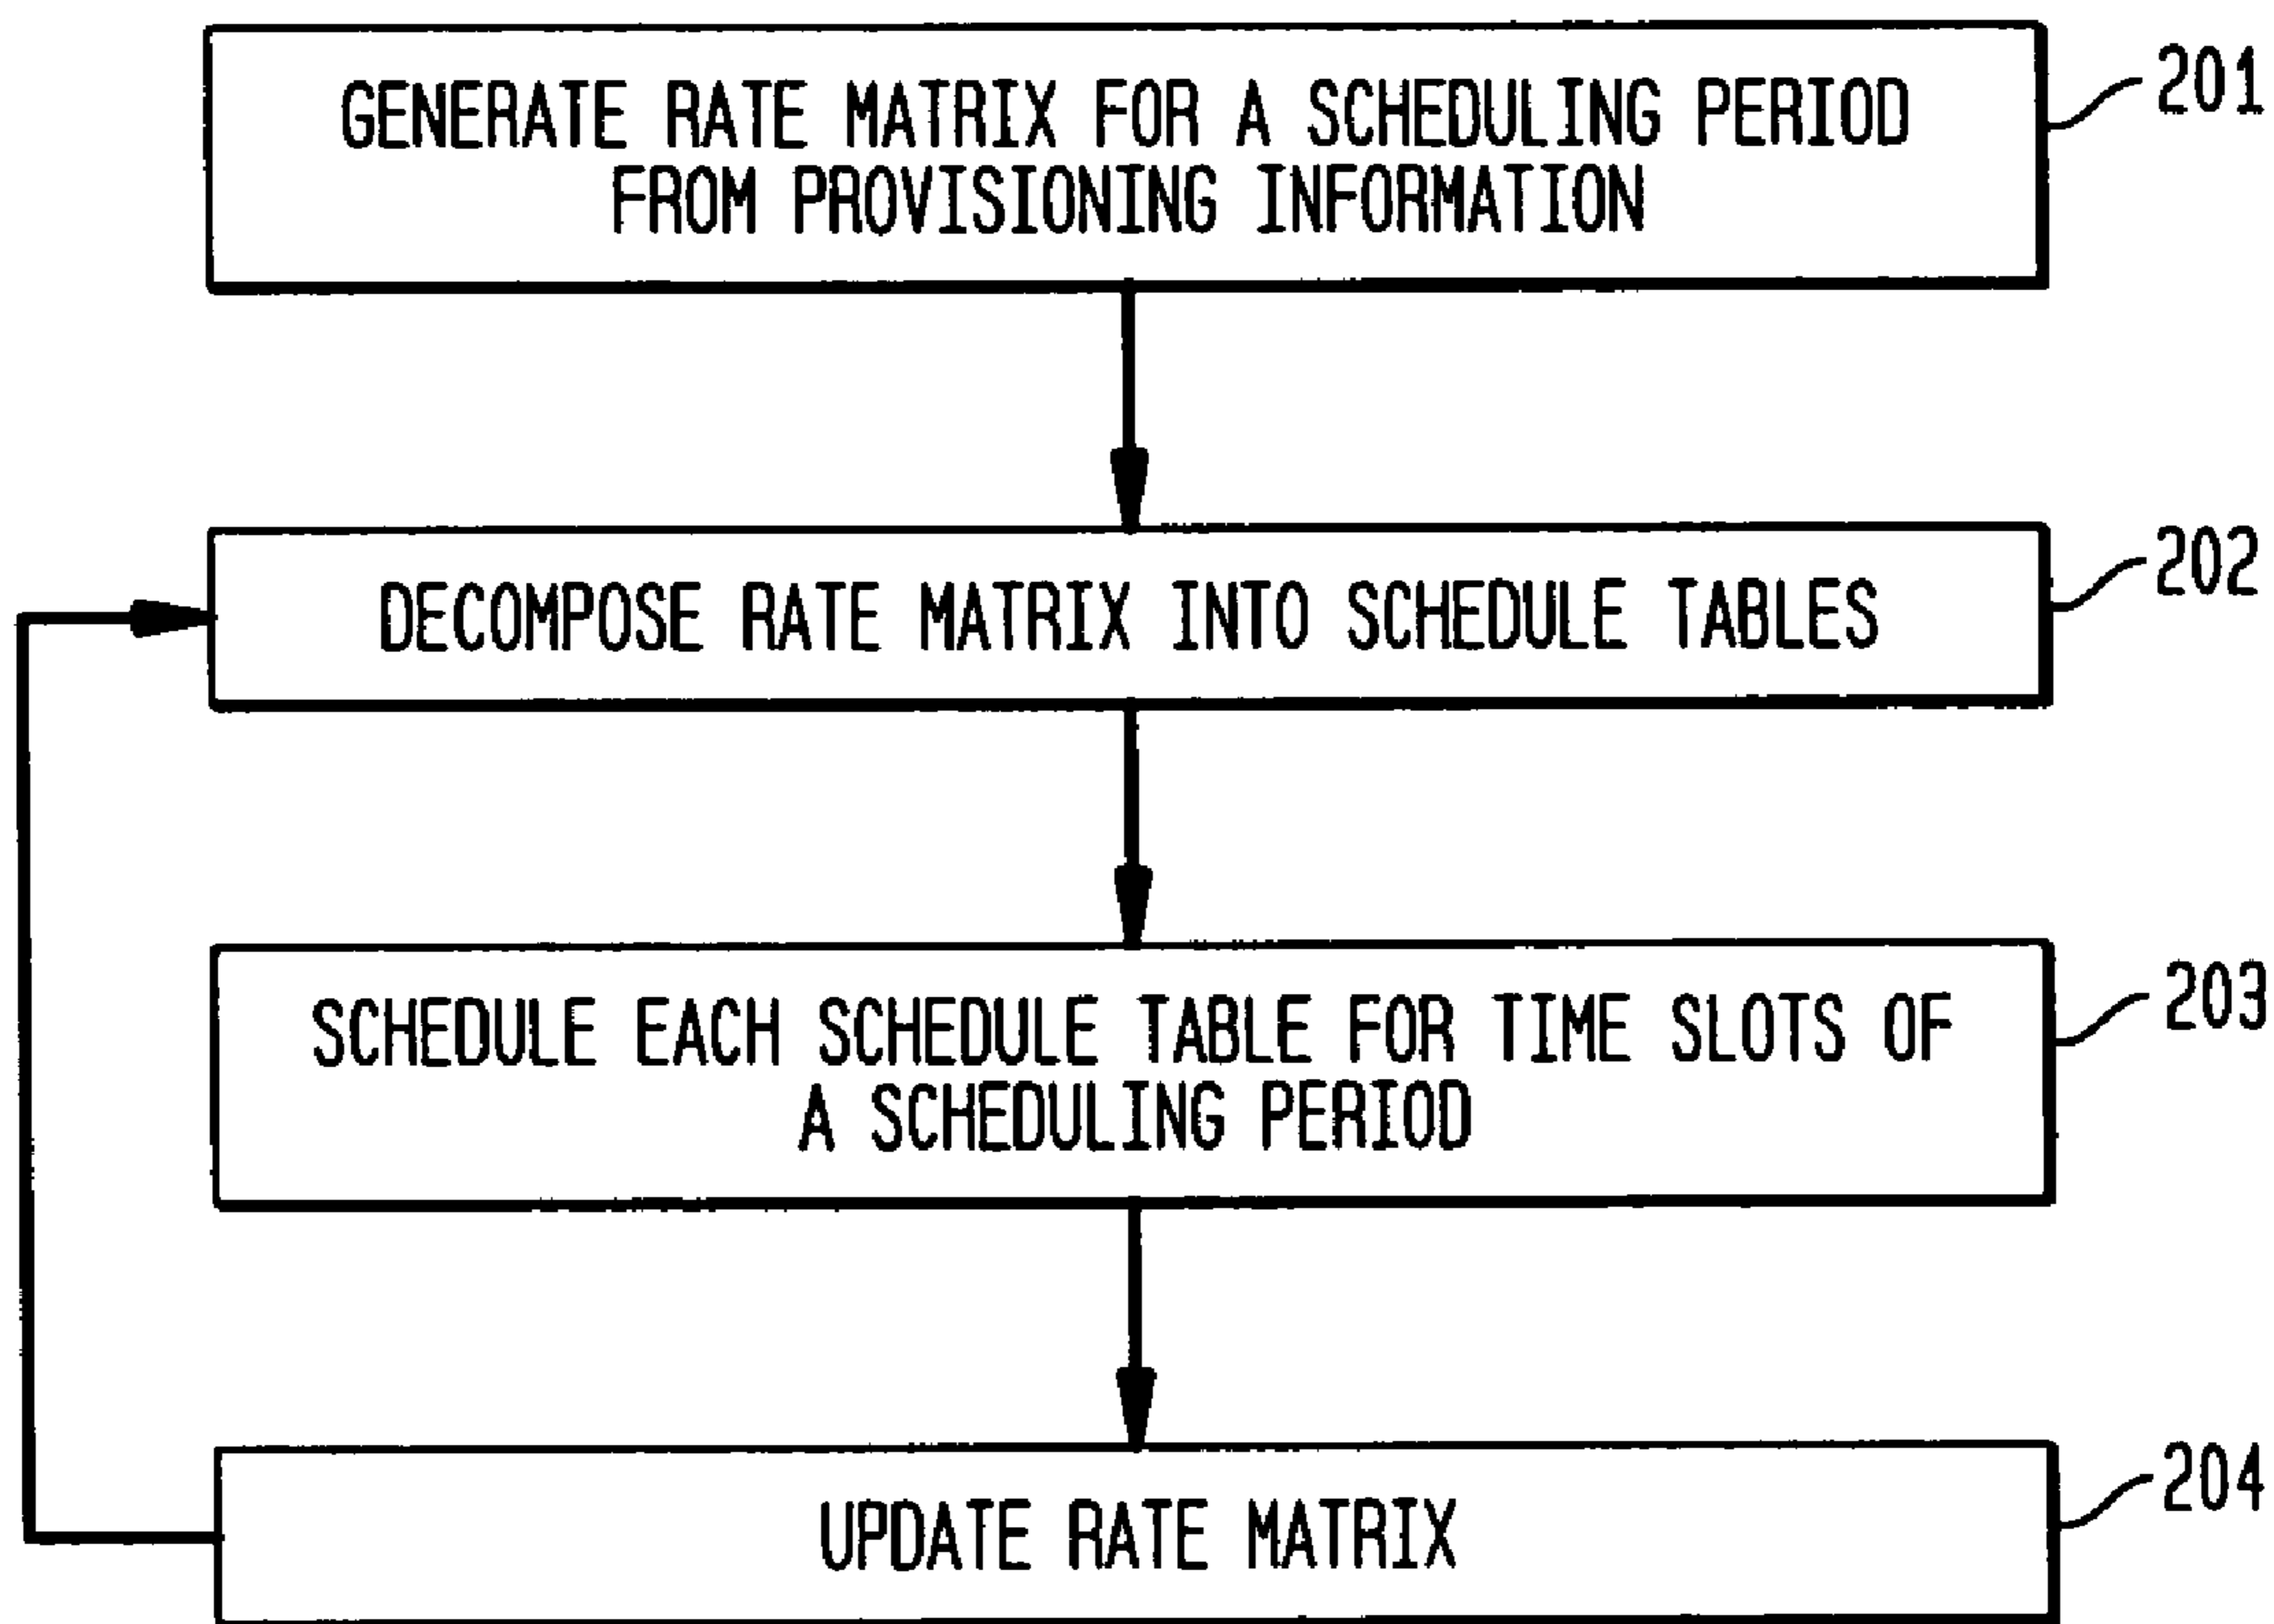 GENERATE RATE MATRIX FOR A SCHEDULING PERIOD
FROM PROVISIONING INFORMATION
201
DECOMPOSE RATE MATRIX INTO SCHEDULE TABLES
202
SCHEDULE EACH SCHEDULE TABLE FOR TIME SLOTS OF
A SCHEDULING PERIOD
203
UPDATE RATE MATRIX
204